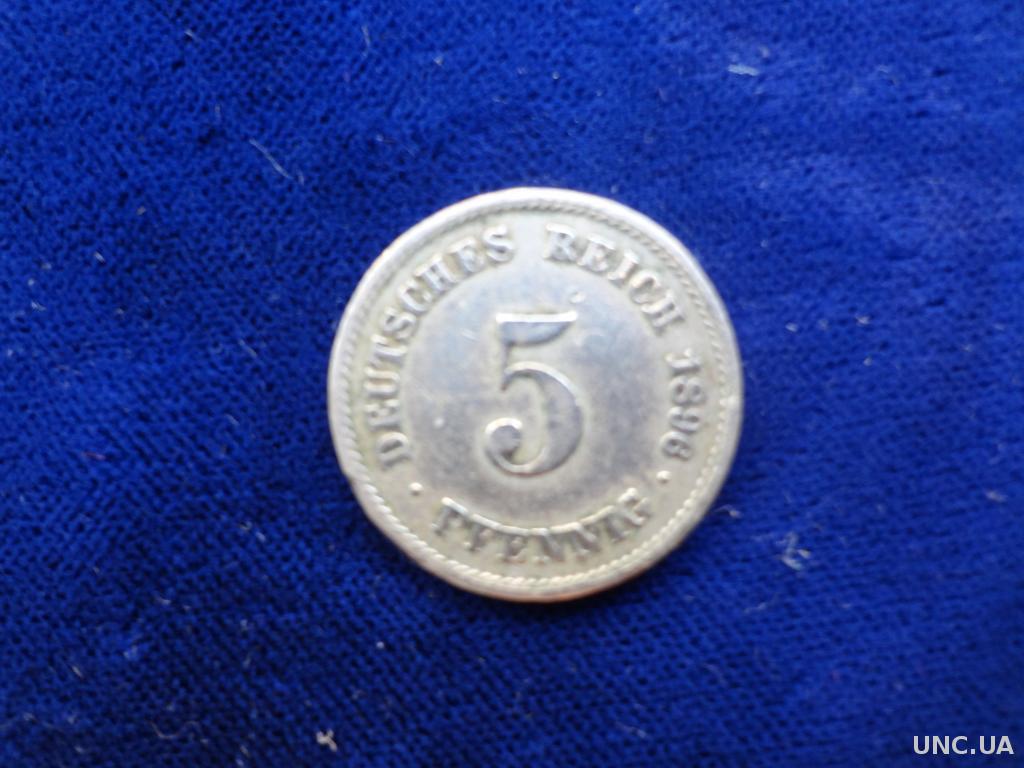 DEUTSCHES REICH 1896
5
· PFENNIG ·
UNC.UA